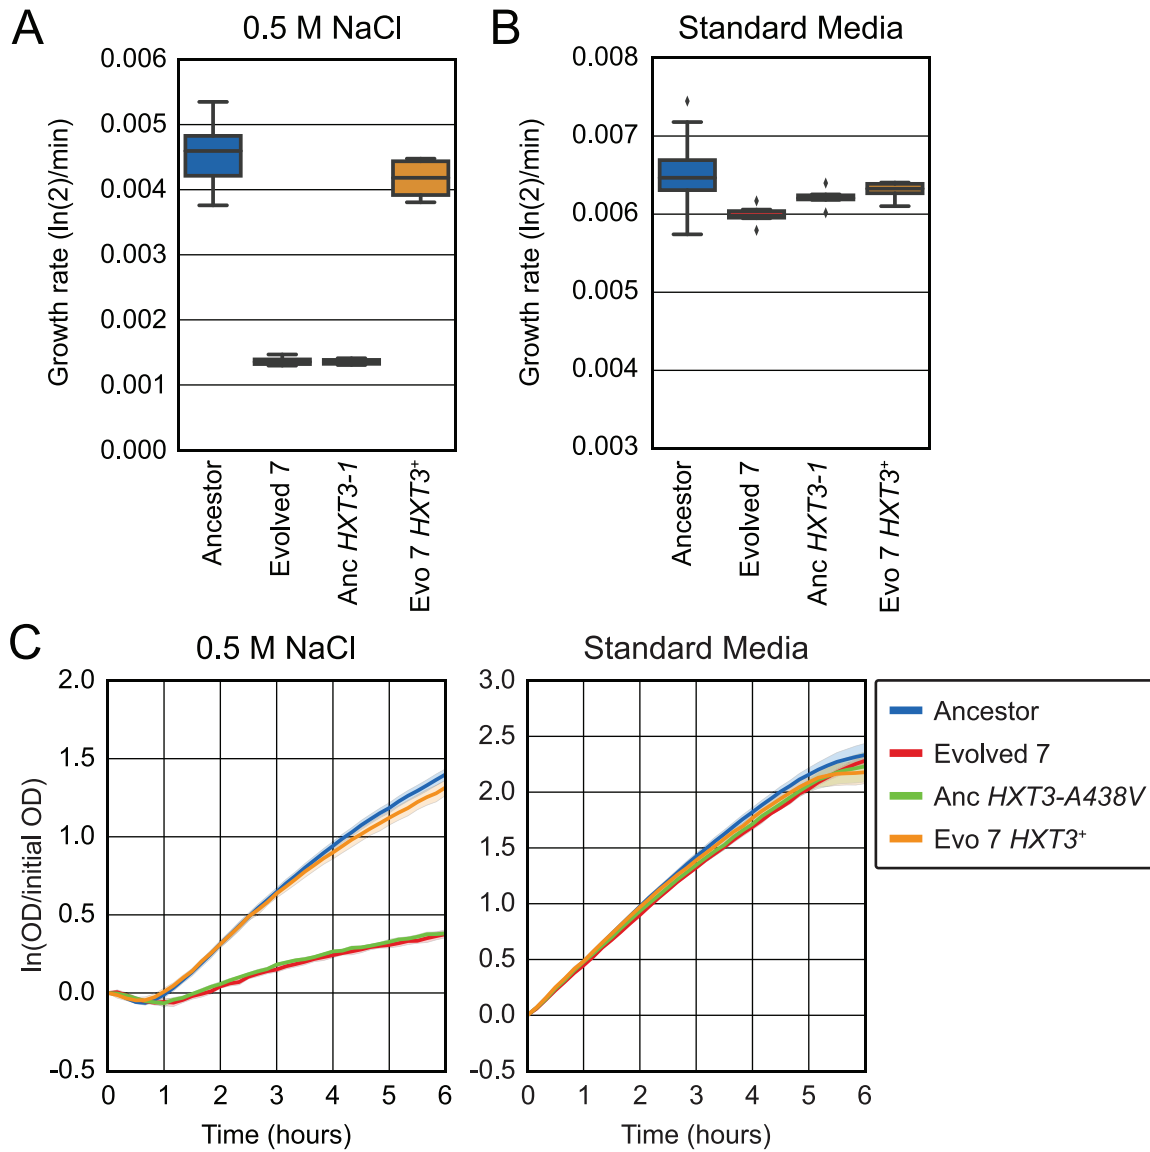 A
0.5 M NaCl
Growth rate (ln(2)/min)
0.006
0.005
0.004
0.003
0.002
0.001
0.000
Ancestor
Evolved 7
Anc HXT3-1
Evo 7 HXT3+
B
Standard Media
Growth rate (ln(2)/min)
0.008
0.007
0.006
0.005
0.004
0.003
Ancestor
Evolved 7
Anc HXT3-1
Evo 7 HXT3+
C
0.5 M NaCl
ln(OD/initial OD)
2.0
1.5
1.0
0.5
0.0
-0.5
0 1 2 3 4 5 6
Time (hours)
Standard Media
3.0
2.5
2.0
1.5
1.0
0.5
0.0
-0.5
0 1 2 3 4 5 6
Time (hours)
Ancestor
Evolved 7
Anc HXT3-A438V
Evo 7 HXT3+